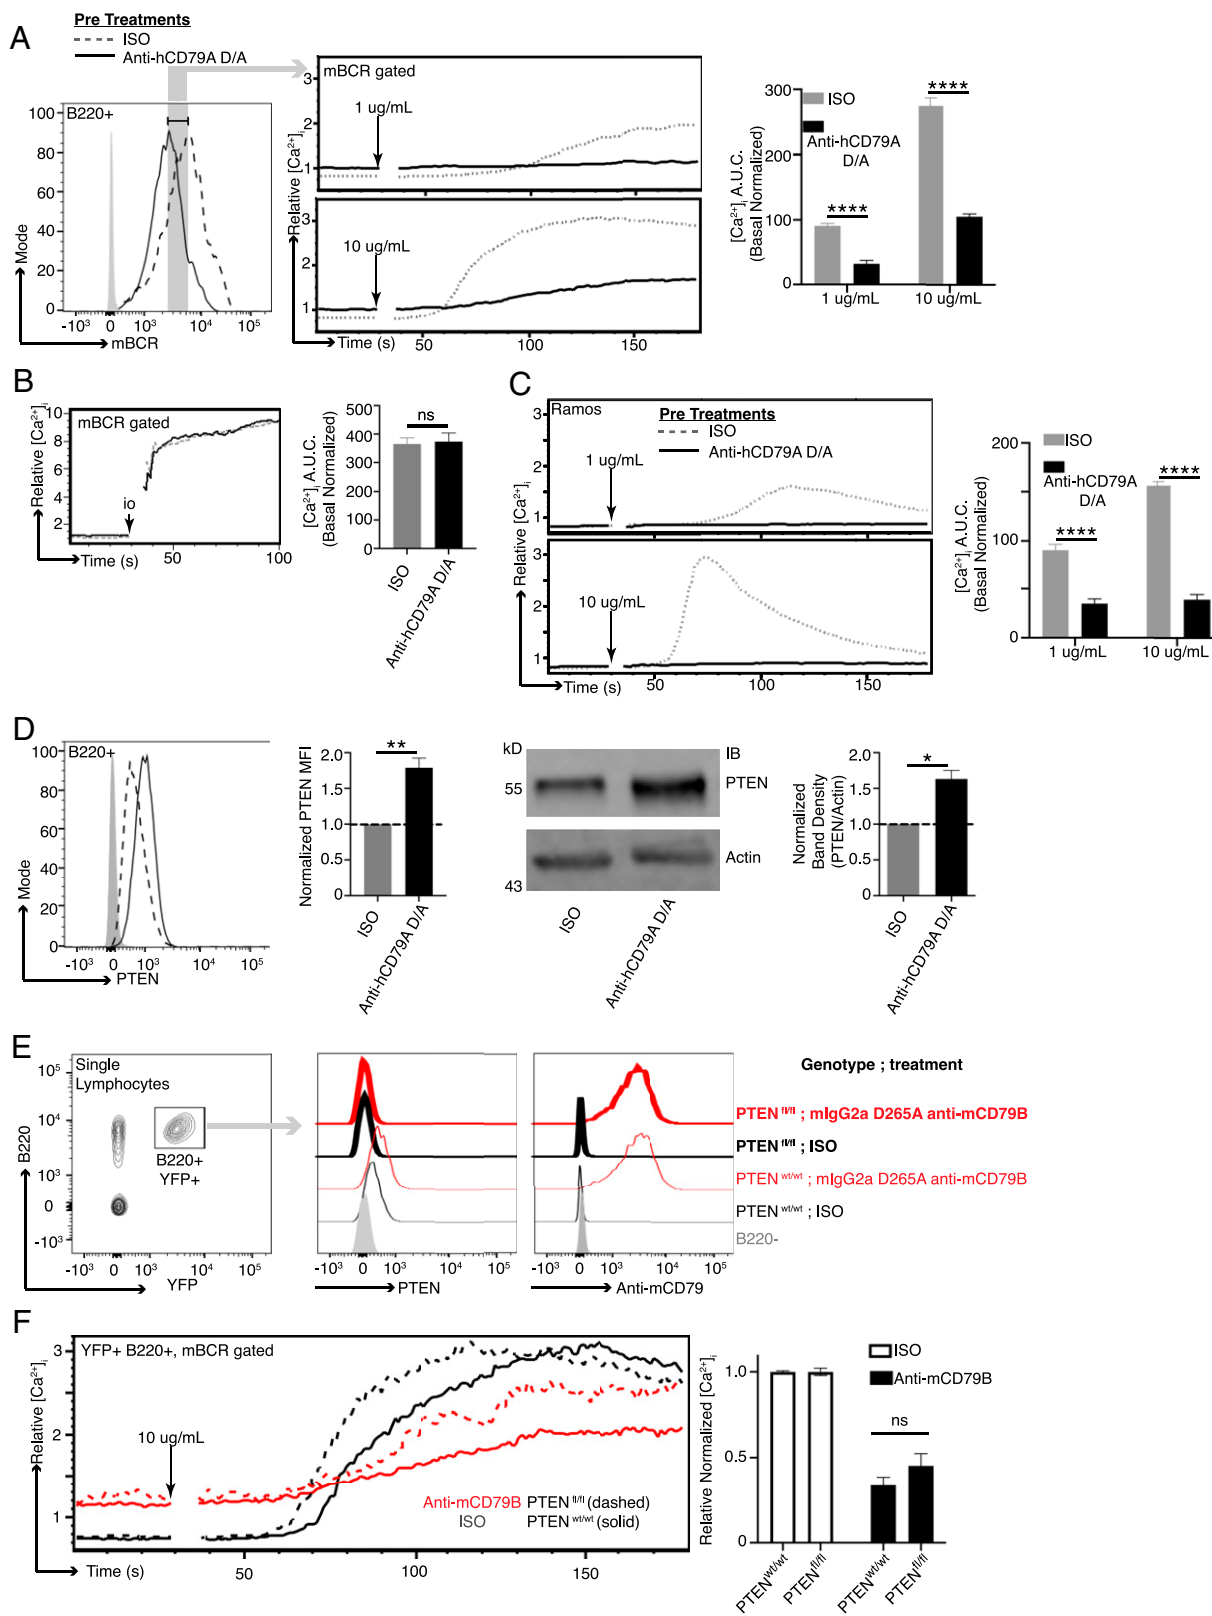 A
Pre Treatments
ISO
Anti-hCD79A D/A
B220+
100
80
60
40
20
0
Mode
-10³ 0 10³ 10⁴ 10⁵
mBCR
mBCR gated
1 ug/mL
3
2
1
Relative [Ca²⁺]i
10 ug/mL
3
2
1
Time (s) 50 100 150
300
200
100
0
[Ca²⁺]i A.U.C.
(Basal Normalized)
ISO
Anti-hCD79A
D/A
****
****
1 ug/mL 10 ug/mL
B
mBCR gated
10
8
6
4
2
Relative [Ca²⁺]i
io
Time (s) 50 100
500
400
300
200
100
0
[Ca²⁺]i A.U.C.
(Basal Normalized)
ns
ISO
Anti-hCD79A D/A
C
Ramos
Pre Treatments
ISO
Anti-hCD79A D/A
1 ug/mL
3
2
1
Relative [Ca²⁺]i
10 ug/mL
3
2
1
Time (s) 50 100 150
200
100
0
[Ca²⁺]i A.U.C.
(Basal Normalized)
ISO
Anti-hCD79A
D/A
****
****
1 ug/mL 10 ug/mL
D
B220+
100
80
60
40
20
0
Mode
-10³ 0 10³ 10⁴ 10⁵
PTEN
Normalized PTEN MFI
2.0
1.5
1.0
0.5
0
**
ISO
Anti-hCD79A D/A
kD
IB
55
PTEN
Actin
43
ISO
Anti-hCD79A D/A
Normalized
Band Density
(PTEN/Actin)
2.0
1.5
1.0
0.5
0
*
ISO
Anti-hCD79A D/A
E
Single
Lymphocytes
10⁵
10⁴
10³
0
-10³
B220
B220+
YFP+
-10³ 0 10³ 10⁴ 10⁵
YFP
-10³ 0 10³ 10⁴ 10⁵
PTEN
-10³ 0 10³ 10⁴ 10⁵
Anti-mCD79
Genotype ; treatment
PTEN fl/fl ; mIgG2a D265A anti-mCD79B
PTEN fl/fl ; ISO
PTEN wt/wt ; mIgG2a D265A anti-mCD79B
PTEN wt/wt ; ISO
B220-
F
YFP+ B220+, mBCR gated
3
2
1
Relative [Ca²⁺]i
10 ug/mL
Anti-mCD79B PTEN fl/fl (dashed)
ISO PTEN wt/wt (solid)
Time (s) 50 100 150
Relative Normalized [Ca²⁺]i
1.0
0.5
0
ISO
Anti-mCD79B
ns
PTENwt/wt
PTENfl/fl
PTENwt/wt
PTENfl/fl